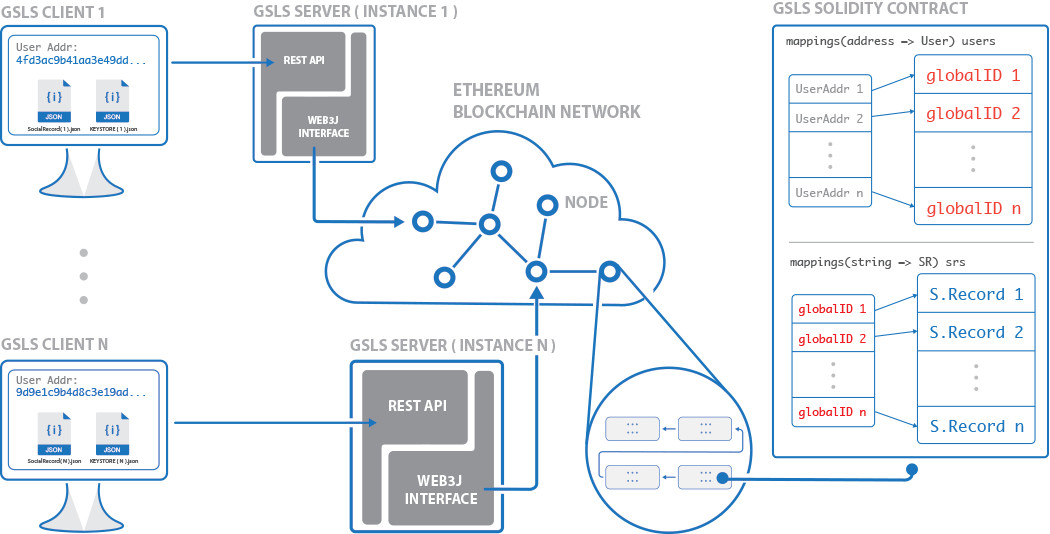 GSLS CLIENT 1
User Addr:
4fd3ac9b41aa3e49dd...
{i}
{i}
JSON
JSON
SocialRecord(1).json
KEYSTORE (1).json
GSLS SERVER ( INSTANCE 1 )
REST API
WEB3J
INTERFACE
ETHEREUM
BLOCKCHAIN NETWORK
NODE
GSLS CLIENT N
User Addr:
9d9e1c9b4d8c3e19ad...
{i}
{i}
JSON
JSON
SocialRecord(N).json
KEYSTORE (N).json
GSLS SERVER ( INSTANCE N )
REST API
WEB3J
INTERFACE
GSLS SOLIDITY CONTRACT
mappings(address -> User) users
UserAddr 1
UserAddr 2
UserAddr n
globalID 1
globalID 2
globalID n
mappings(string -> SR) srs
globalID 1
globalID 2
globalID n
S.Record 1
S.Record 2
S.Record n